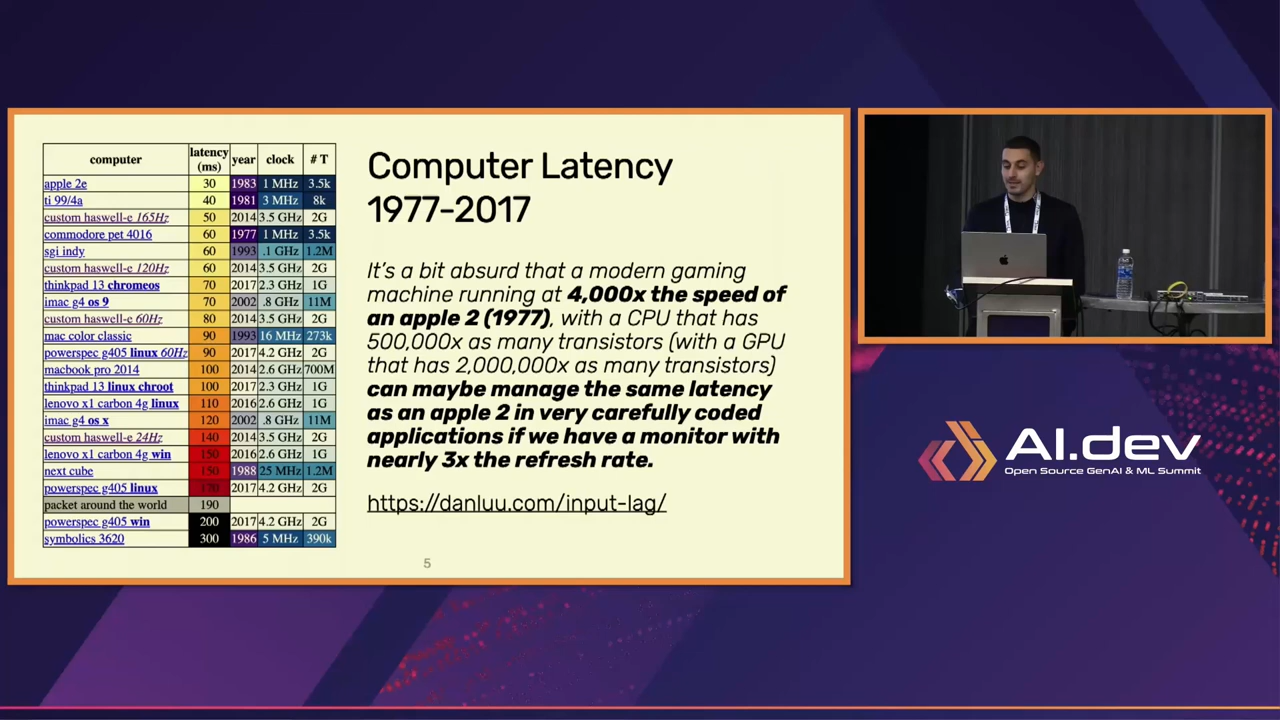 computer latency (ms) year clock # T
apple 2e 30 1983 1 MHz 3.5k
ti 99/4a 40 1981 3 MHz 8k
custom haswell-e 165Hz 50 2014 3.5 GHz 2G
commodore pet 4016 60 1977 1 MHz 3.5k
sgi indy 60 1993 .1 GHz 1.2M
custom haswell-e 120Hz 60 2014 3.5 GHz 2G
thinkpad 13 chromeos 70 2017 2.3 GHz 1G
imac g4 os 9 70 2002 .8 GHz 11M
custom haswell-e 60Hz 80 2014 3.5 GHz 2G
mac color classic 90 1993 16 MHz 273k
powerspec g405 linux 60Hz 90 2017 4.2 GHz 2G
macbook pro 2014 100 2014 2.6 GHz 700M
thinkpad 13 linux chroot 100 2017 2.3 GHz 1G
lenovo x1 carbon 4g linux 110 2016 2.6 GHz 1G
imac g4 os x 120 2002 .8 GHz 11M
custom haswell-e 24Hz 140 2014 3.5 GHz 2G
lenovo x1 carbon 4g win 150 2016 2.6 GHz 1G
next cube 150 1988 25 MHz 1.2M
powerspec g405 linux 170 2017 4.2 GHz 2G
packet around the world 190
powerspec g405 win 200 2017 4.2 GHz 2G
symbolics 3620 300 1986 5 MHz 390k
Computer Latency
1977-2017
It's a bit absurd that a modern gaming
machine running at 4,000x the speed of
an apple 2 (1977), with a CPU that has
500,000x as many transistors (with a GPU
that has 2,000,000x as many transistors)
can maybe manage the same latency
as an apple 2 in very carefully coded
applications if we have a monitor with
nearly 3x the refresh rate.
https://danluu.com/input-lag/
5
AI.dev
Open Source GenAI & ML Summit